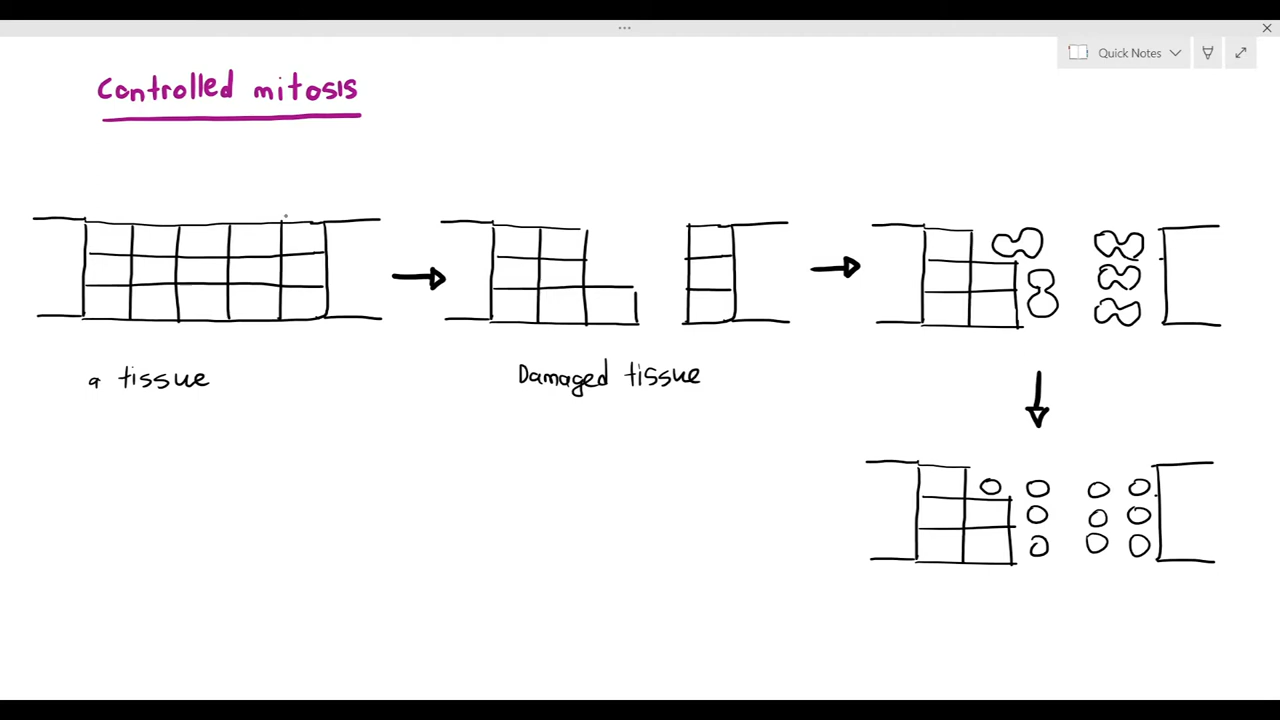 Quick Notes
Controlled mitosis
a tissue
Damaged tissue